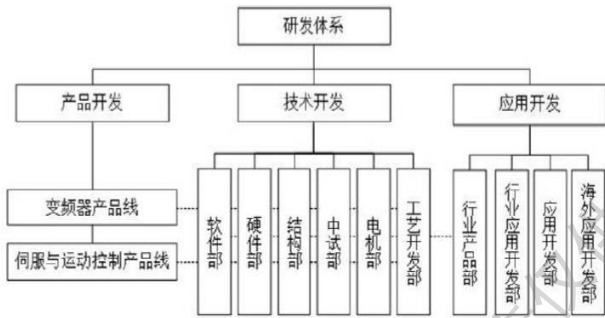 研发体系
产品开发
技术开发
应用开发
变频器产品线
伺服与运动控制产品线
软件部
硬件部
结构部
中试部
电机部
工艺开发部
行业产品部
行业应用开发部
应用开发部
海外应用开发部